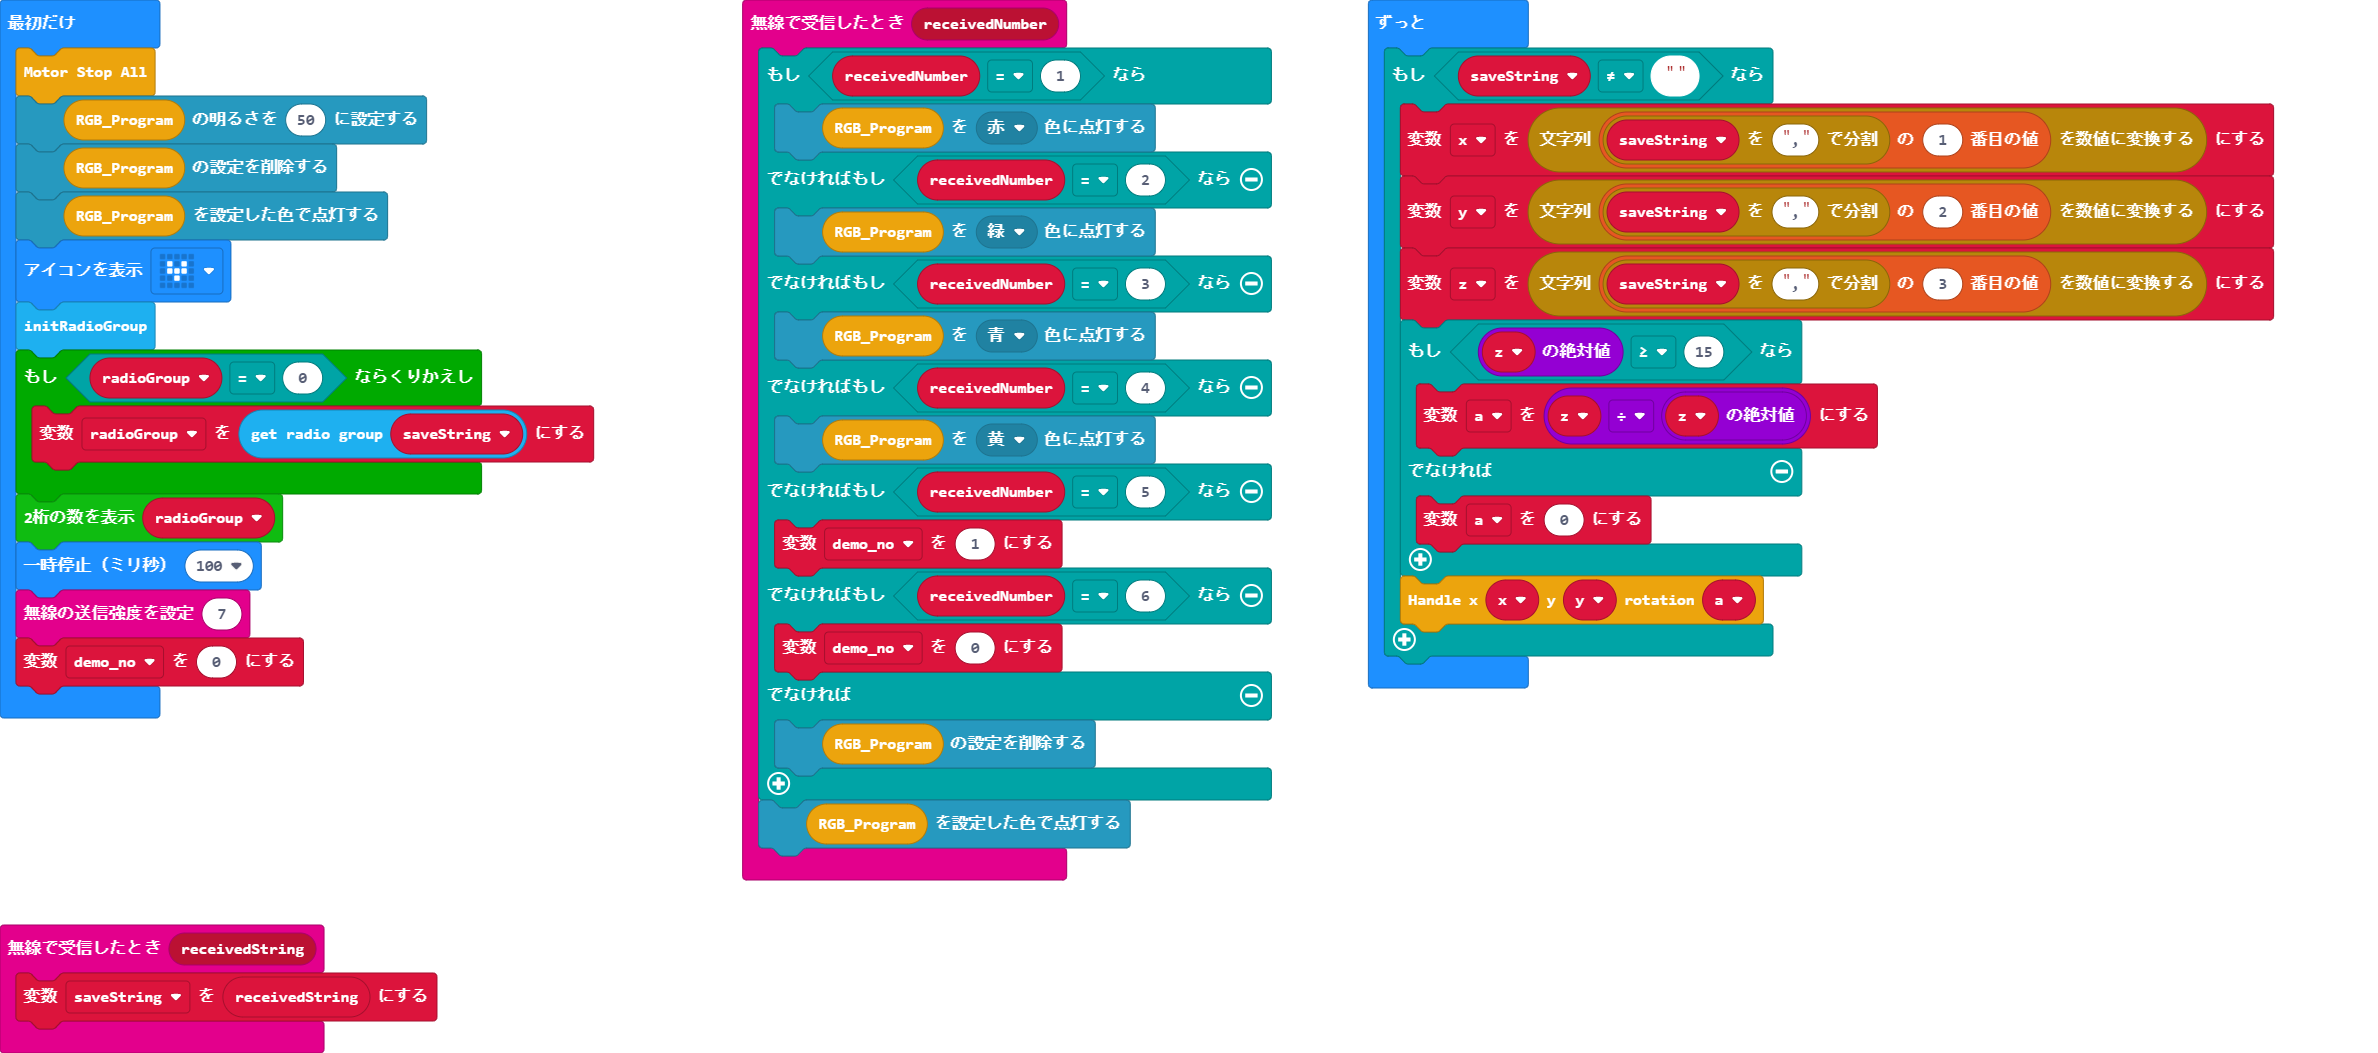 最初だけ
Motor Stop All
RGB_Program の明るさを 50 に設定する
RGB_Program の設定を削除する
RGB_Program を設定した色で点灯する
アイコンを表示
initRadioGroup
もし radioGroup = 0 ならくりかえし
変数 radioGroup を get radio group saveString にする
2桁の数を表示 radioGroup
一時停止（ミリ秒） 100
無線の送信強度を設定 7
変数 demo_no を 0 にする
無線で受信したとき receivedString
変数 saveString を receivedString にする
無線で受信したとき receivedNumber
もし receivedNumber = 1 なら
RGB_Program を 赤 色に点灯する
でなければもし receivedNumber = 2 なら
RGB_Program を 緑 色に点灯する
でなければもし receivedNumber = 3 なら
RGB_Program を 青 色に点灯する
でなければもし receivedNumber = 4 なら
RGB_Program を 黄 色に点灯する
でなければもし receivedNumber = 5 なら
変数 demo_no を 1 にする
でなければもし receivedNumber = 6 なら
変数 demo_no を 0 にする
でなければ
RGB_Program の設定を削除する
RGB_Program を設定した色で点灯する
ずっと
もし saveString ≠ "" なら
変数 x を 文字列 saveString を "," で分割 の 1 番目の値 を数値に変換する にする
変数 y を 文字列 saveString を "," で分割 の 2 番目の値 を数値に変換する にする
変数 z を 文字列 saveString を "," で分割 の 3 番目の値 を数値に変換する にする
もし z の絶対値 ≥ 15 なら
変数 a を z ÷ z の絶対値 にする
でなければ
変数 a を 0 にする
Handle x x y y rotation a